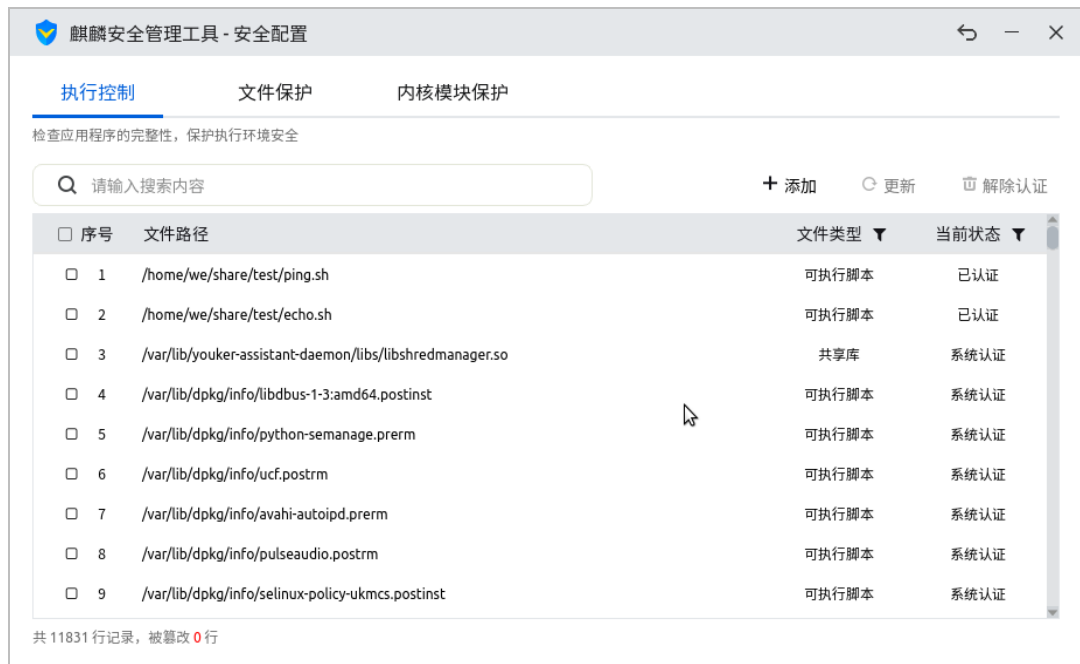 麒麟安全管理工具 - 安全配置
执行控制 文件保护 内核模块保护
检查应用程序的完整性，保护执行环境安全
请输入搜索内容 添加 更新 解除认证
序号 文件路径 文件类型 当前状态
1 /home/we/share/test/ping.sh 可执行脚本 已认证
2 /home/we/share/test/echo.sh 可执行脚本 已认证
3 /var/lib/youker-assistant-daemon/libs/libshredmanager.so 共享库 系统认证
4 /var/lib/dpkg/info/libdbus-1-3:amd64.postinst 可执行脚本 系统认证
5 /var/lib/dpkg/info/python-semanage.prerm 可执行脚本 系统认证
6 /var/lib/dpkg/info/ucf.postrm 可执行脚本 系统认证
7 /var/lib/dpkg/info/avahi-autoipd.prerm 可执行脚本 系统认证
8 /var/lib/dpkg/info/pulseaudio.postrm 可执行脚本 系统认证
9 /var/lib/dpkg/info/selinux-policy-ukmcs.postinst 可执行脚本 系统认证
共 11831 行记录，被篡改 0 行